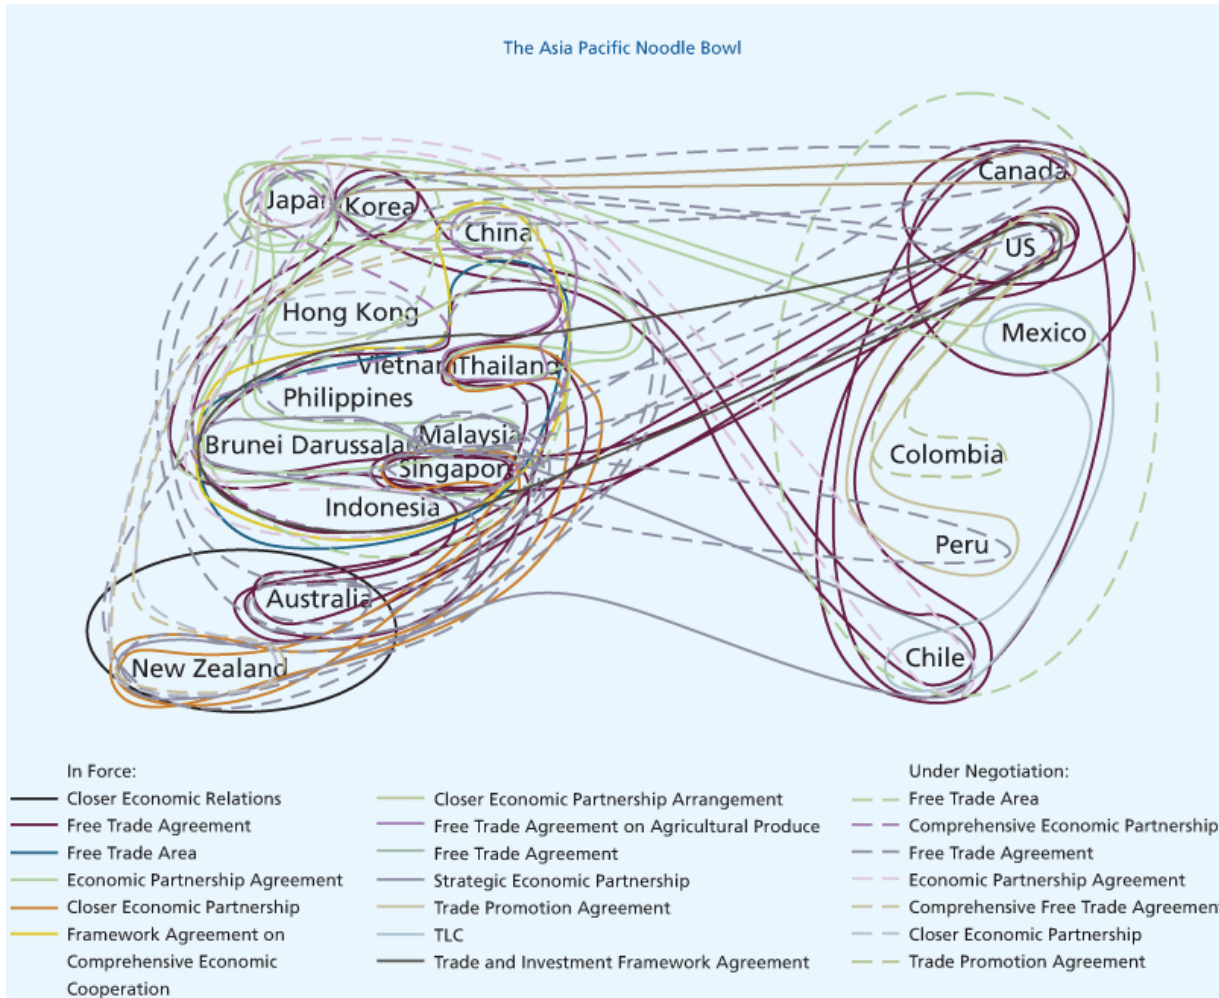 The Asia Pacific Noodle Bowl
Canada
Japan
Korea
China
US
Hong Kong
Mexico
Vietnam
Thailand
Philippines
Brunei Darussala
Malaysia
Colombia
Singapor
Indonesia
Peru
Australia
Chile
New Zealand
In Force:
Closer Economic Relations
Free Trade Agreement
Free Trade Area
Economic Partnership Agreement
Closer Economic Partnership
Framework Agreement on
Comprehensive Economic
Cooperation
Closer Economic Partnership Arrangement
Free Trade Agreement on Agricultural Produce
Free Trade Agreement
Strategic Economic Partnership
Trade Promotion Agreement
TLC
Trade and Investment Framework Agreement
Under Negotiation:
Free Trade Area
Comprehensive Economic Partnership
Free Trade Agreement
Economic Partnership Agreement
Comprehensive Free Trade Agreement
Closer Economic Partnership
Trade Promotion Agreement